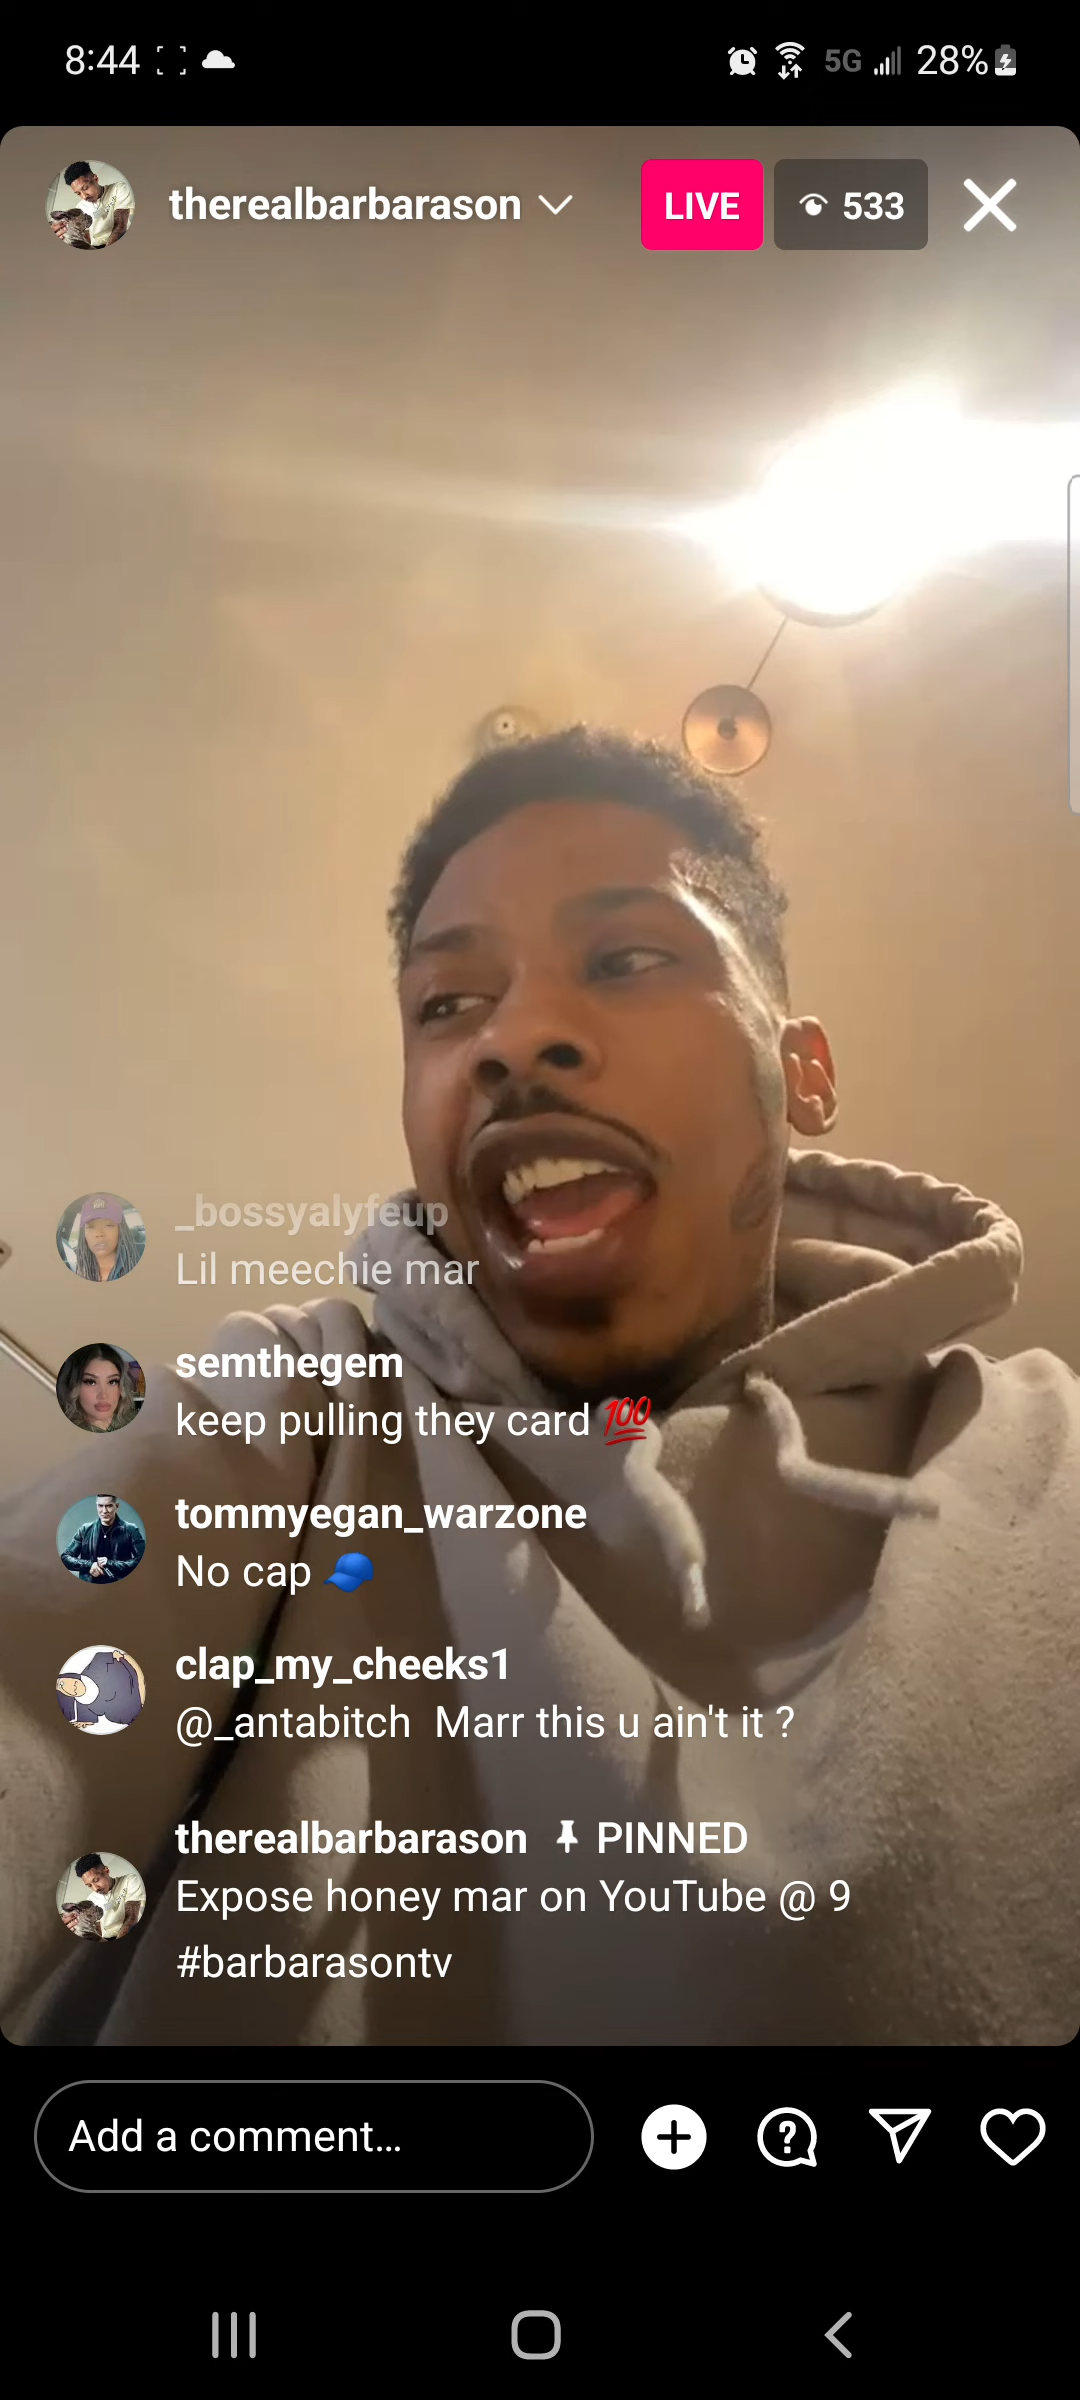 8:44 5G 28%
therealbarbarason LIVE 533
_bossyalyfeup
Lil meechie mar
semthegem
keep pulling they card 💯
tommyegan_warzone
No cap 🧢
clap_my_cheeks1
@_antabitch Marr this u ain't it ?
therealbarbarason PINNED
Expose honey mar on YouTube @ 9
#barbarasontv
Add a comment...